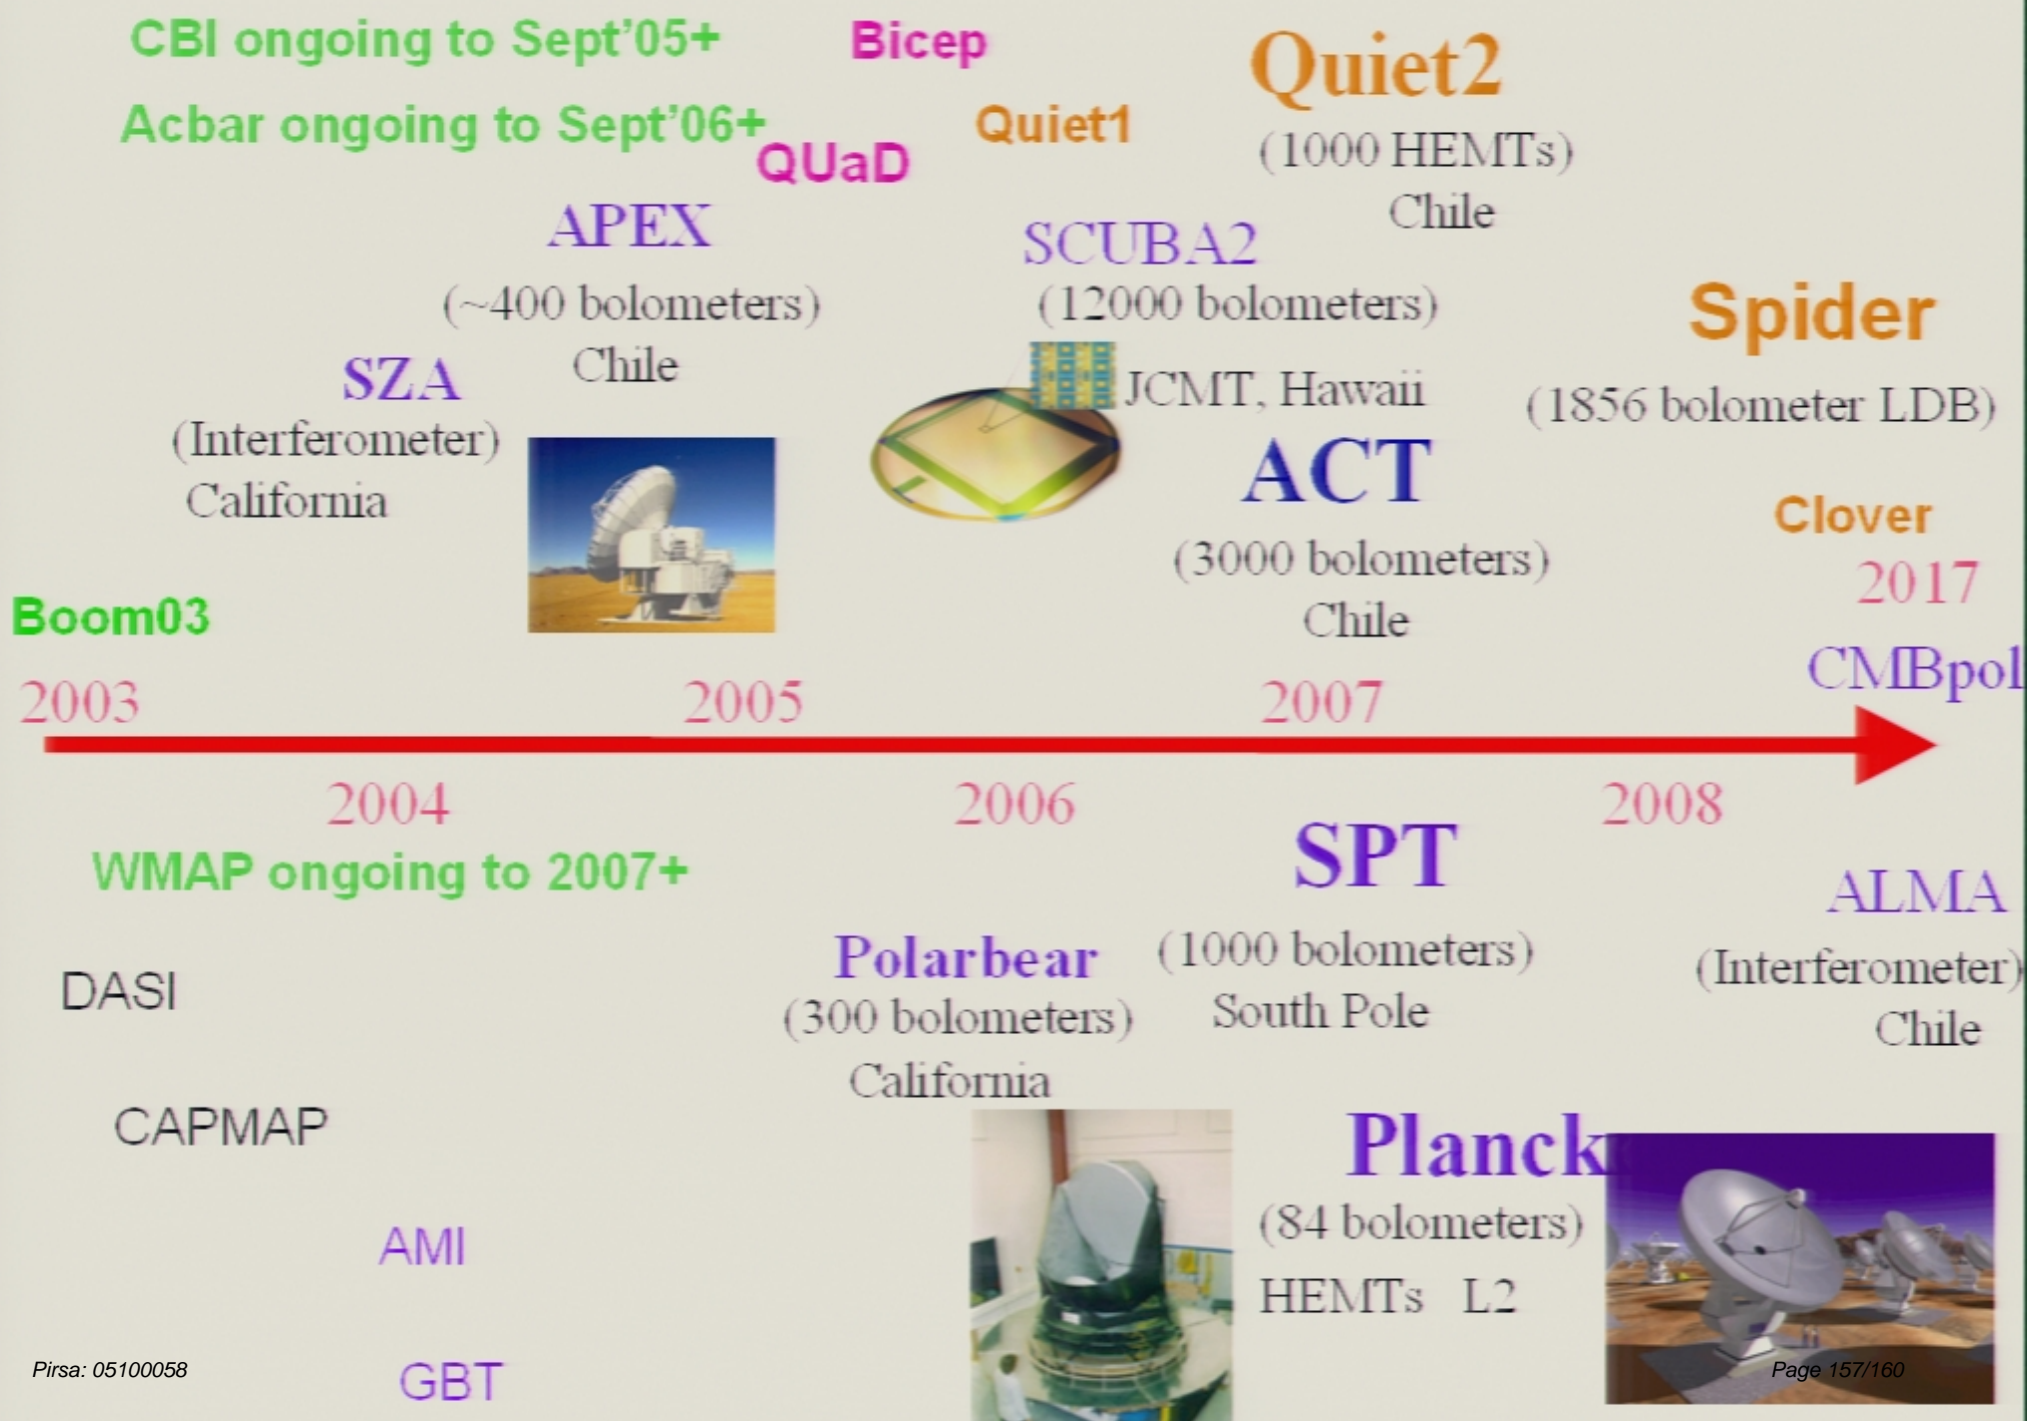 CBI ongoing to Sept’05+
Bicep
Quiet2
Acbar ongoing to Sept’06+
Quiet1
QUaD
(1000 HEMTs)
Chile
APEX
(~400 bolometers)
Chile
SCUBA2
(12000 bolometers)
JCMT, Hawaii
Spider
(1856 bolometer LDB)
SZA
(Interferometer)
California
ACT
(3000 bolometers)
Chile
Clover
2017
CMBpol
Boom03
2003
2005
2007
2004
2006
2008
WMAP ongoing to 2007+
SPT
(1000 bolometers)
South Pole
ALMA
(Interferometer)
Chile
Polarbear
(300 bolometers)
California
DASI
CAPMAP
Planck
(84 bolometers)
HEMTs L2
AMI
GBT
Pirsa: 05100058
Page 157/160